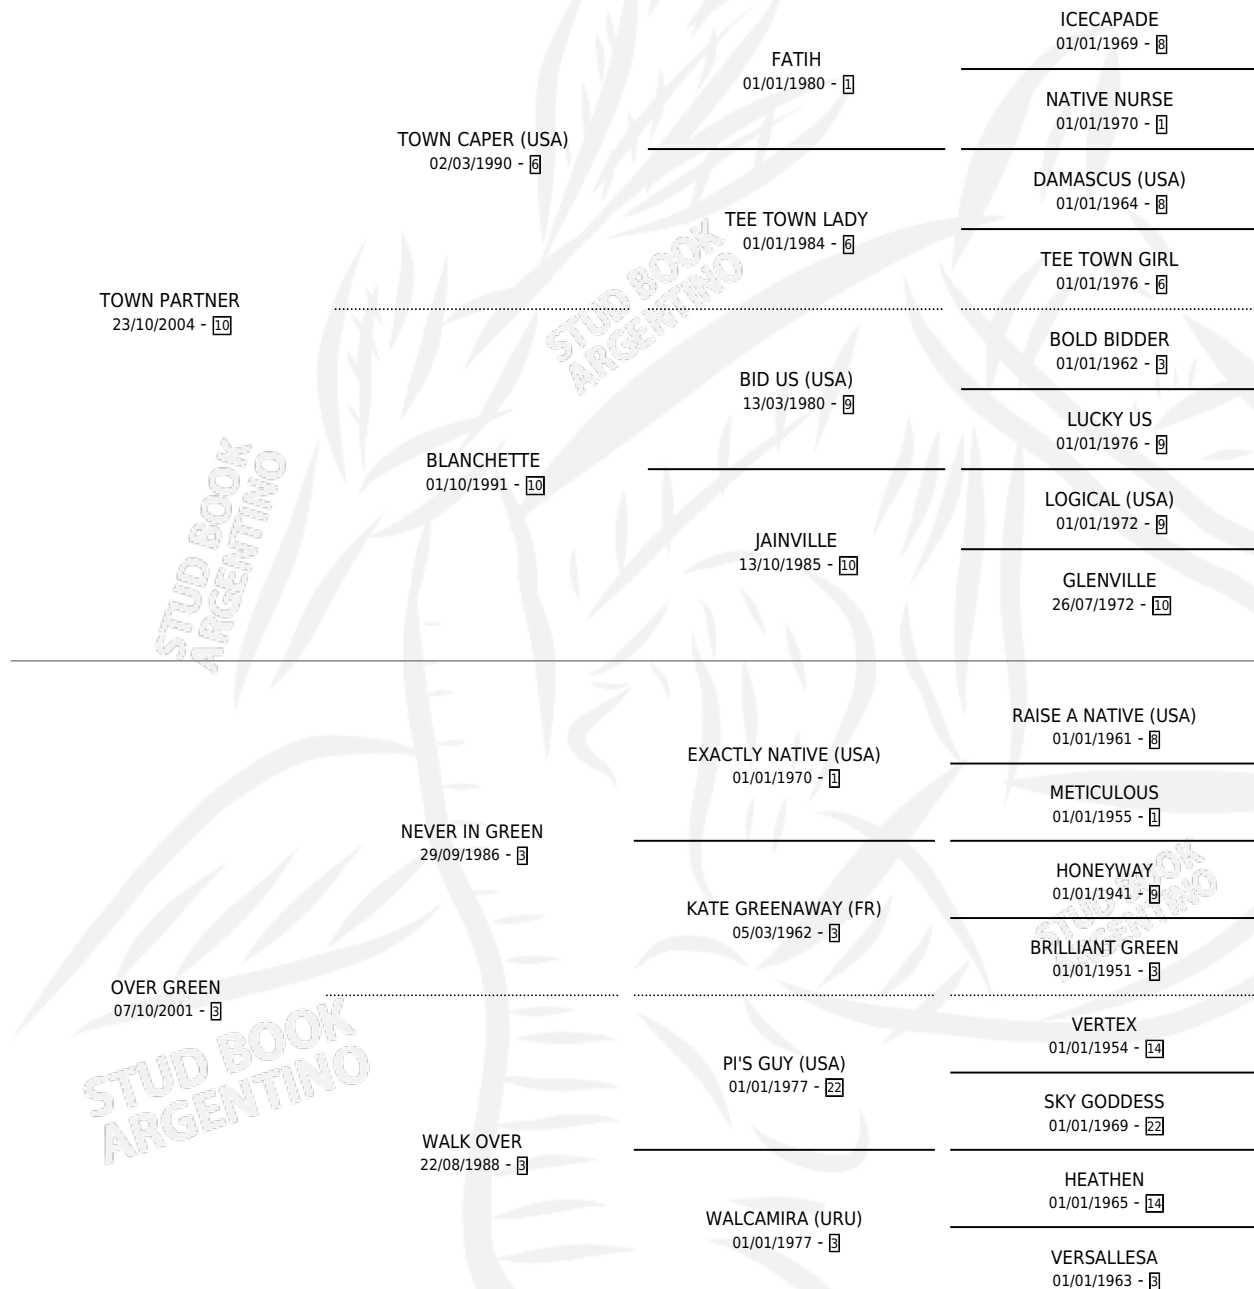 ICECAPADE
01/01/1969 - 8
FATIH
01/01/1980 - 1
NATIVE NURSE
01/01/1970 - 1
TOWN CAPER (USA)
02/03/1990 - 6
DAMASCUS (USA)
01/01/1964 - 8
TEE TOWN LADY
01/01/1984 - 6
TEE TOWN GIRL
01/01/1976 - 6
STUD BOOK
ARGENTINO
TOWN PARTNER
23/10/2004 - 10
BOLD BIDDER
01/01/1962 - 3
BID US (USA)
13/03/1980 - 9
LUCKY US
01/01/1976 - 9
BLANCHETTE
01/10/1991 - 10
LOGICAL (USA)
01/01/1972 - 9
JAINVILLE
13/10/1985 - 10
GLENVILLE
26/07/1972 - 10
STUD BOOK
ARGENTINO
RAISE A NATIVE (USA)
01/01/1961 - 8
EXACTLY NATIVE (USA)
01/01/1970 - 1
METICULOUS
01/01/1955 - 1
NEVER IN GREEN
29/09/1986 - 3
HONEYWAY
01/01/1941 - 9
KATE GREENAWAY (FR)
05/03/1962 - 3
BRILLIANT GREEN
01/01/1951 - 3
STUD BOOK
ARGENTINO
OVER GREEN
07/10/2001 - 3
VERTEX
01/01/1954 - 14
PI'S GUY (USA)
01/01/1977 - 22
SKY GODDESS
01/01/1969 - 22
STUD BOOK
ARGENTINO
WALK OVER
22/08/1988 - 3
HEATHEN
01/01/1965 - 14
WALCAMIRA (URU)
01/01/1977 - 3
VERSALLESA
01/01/1963 - 3